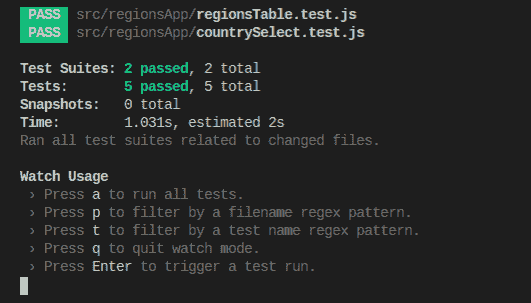 PASS src/regionsApp/regionsTable.test.js
PASS src/regionsApp/countrySelect.test.js
Test Suites: 2 passed, 2 total
Tests: 5 passed, 5 total
Snapshots: 0 total
Time: 1.031s, estimated 2s
Ran all test suites related to changed files.
Watch Usage
› Press a to run all tests.
› Press p to filter by a filename regex pattern.
› Press t to filter by a test name regex pattern.
› Press q to quit watch mode.
› Press Enter to trigger a test run.